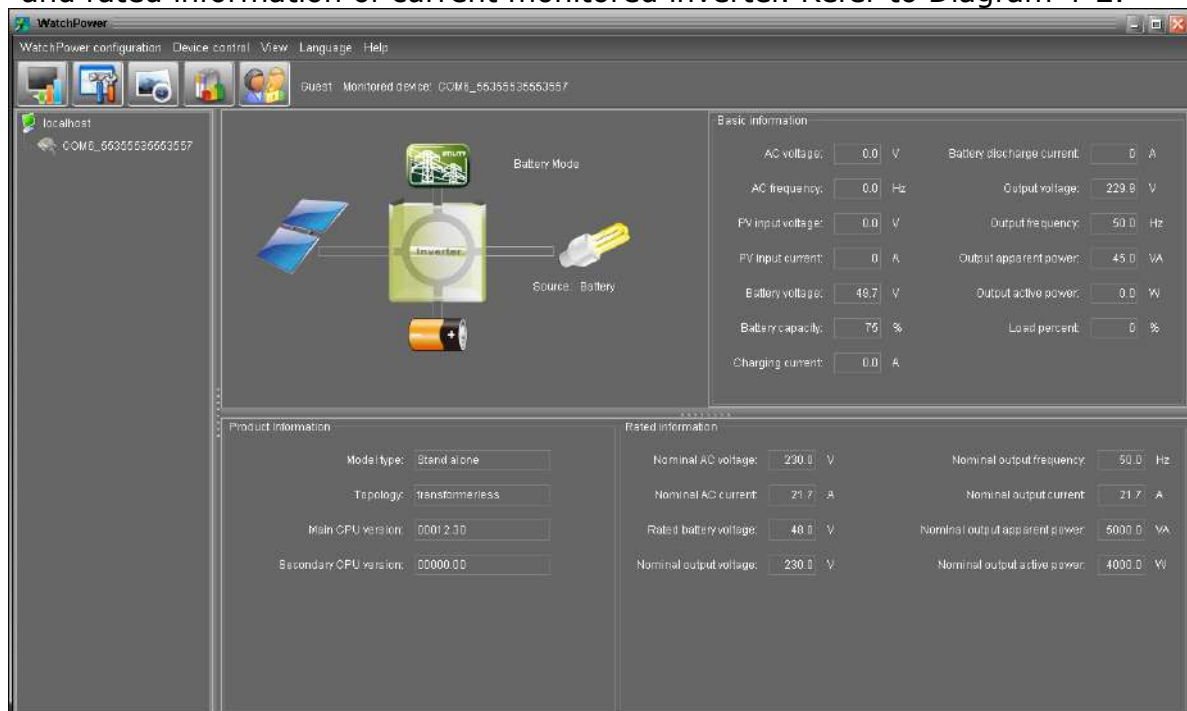 and rated information of current monitored inverter. Refer to Diagram 4-2.
WatchPower
WatchPower configuration Device control View Language Help
Guest Monitored device: COM6_55355535553557
localhost
COM6_55355535553557
UTILITY
Battery Mode
Inverter
Source: Battery
Basic information
AC voltage: 0.0 V Battery discharge current: 0 A
AC frequency: 0.0 Hz Output voltage: 229.9 V
PV input voltage: 0.0 V Output frequency: 50.0 Hz
PV input current: 0 A Output apparent power: 45.0 VA
Battery voltage: 49.7 V Output active power: 0.0 W
Battery capacity: 75 % Load percent: 0 %
Charging current: 0.0 A
Product Information Rated information
Model type: Stand alone Nominal AC voltage: 230.0 V Nominal output frequency: 50.0 Hz
Topology: transformerless Nominal AC current: 21.7 A Nominal output current: 21.7 A
Main CPU version: 00012.30 Rated battery voltage: 48.0 V Nominal output apparent power: 5000.0 VA
Secondary CPU version: 00000.00 Nominal output voltage: 230.0 V Nominal output active power: 4000.0 W